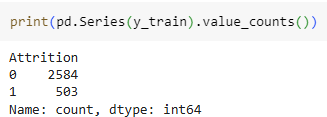 print(pd.Series(y_train).value_counts())
Attrition
0    2584
1     503
Name: count, dtype: int64